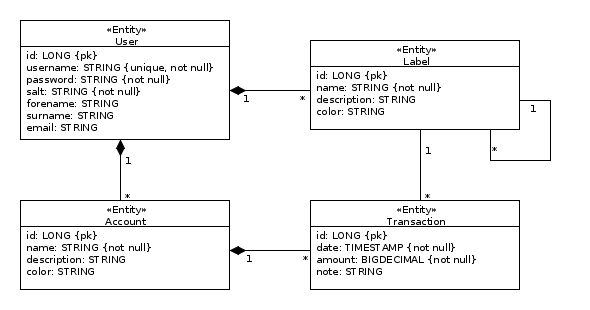 «Entity»
User
id: LONG {pk}
username: STRING {unique, not null}
password: STRING {not null}
salt: STRING {not null}
forename: STRING
surname: STRING
email: STRING
«Entity»
Label
id: LONG {pk}
name: STRING {not null}
description: STRING
color: STRING
1
*
1
*
1
*
1
*
«Entity»
Account
id: LONG {pk}
name: STRING {not null}
description: STRING
color: STRING
1
*
«Entity»
Transaction
id: LONG {pk}
date: TIMESTAMP {not null}
amount: BIGDECIMAL {not null}
note: STRING